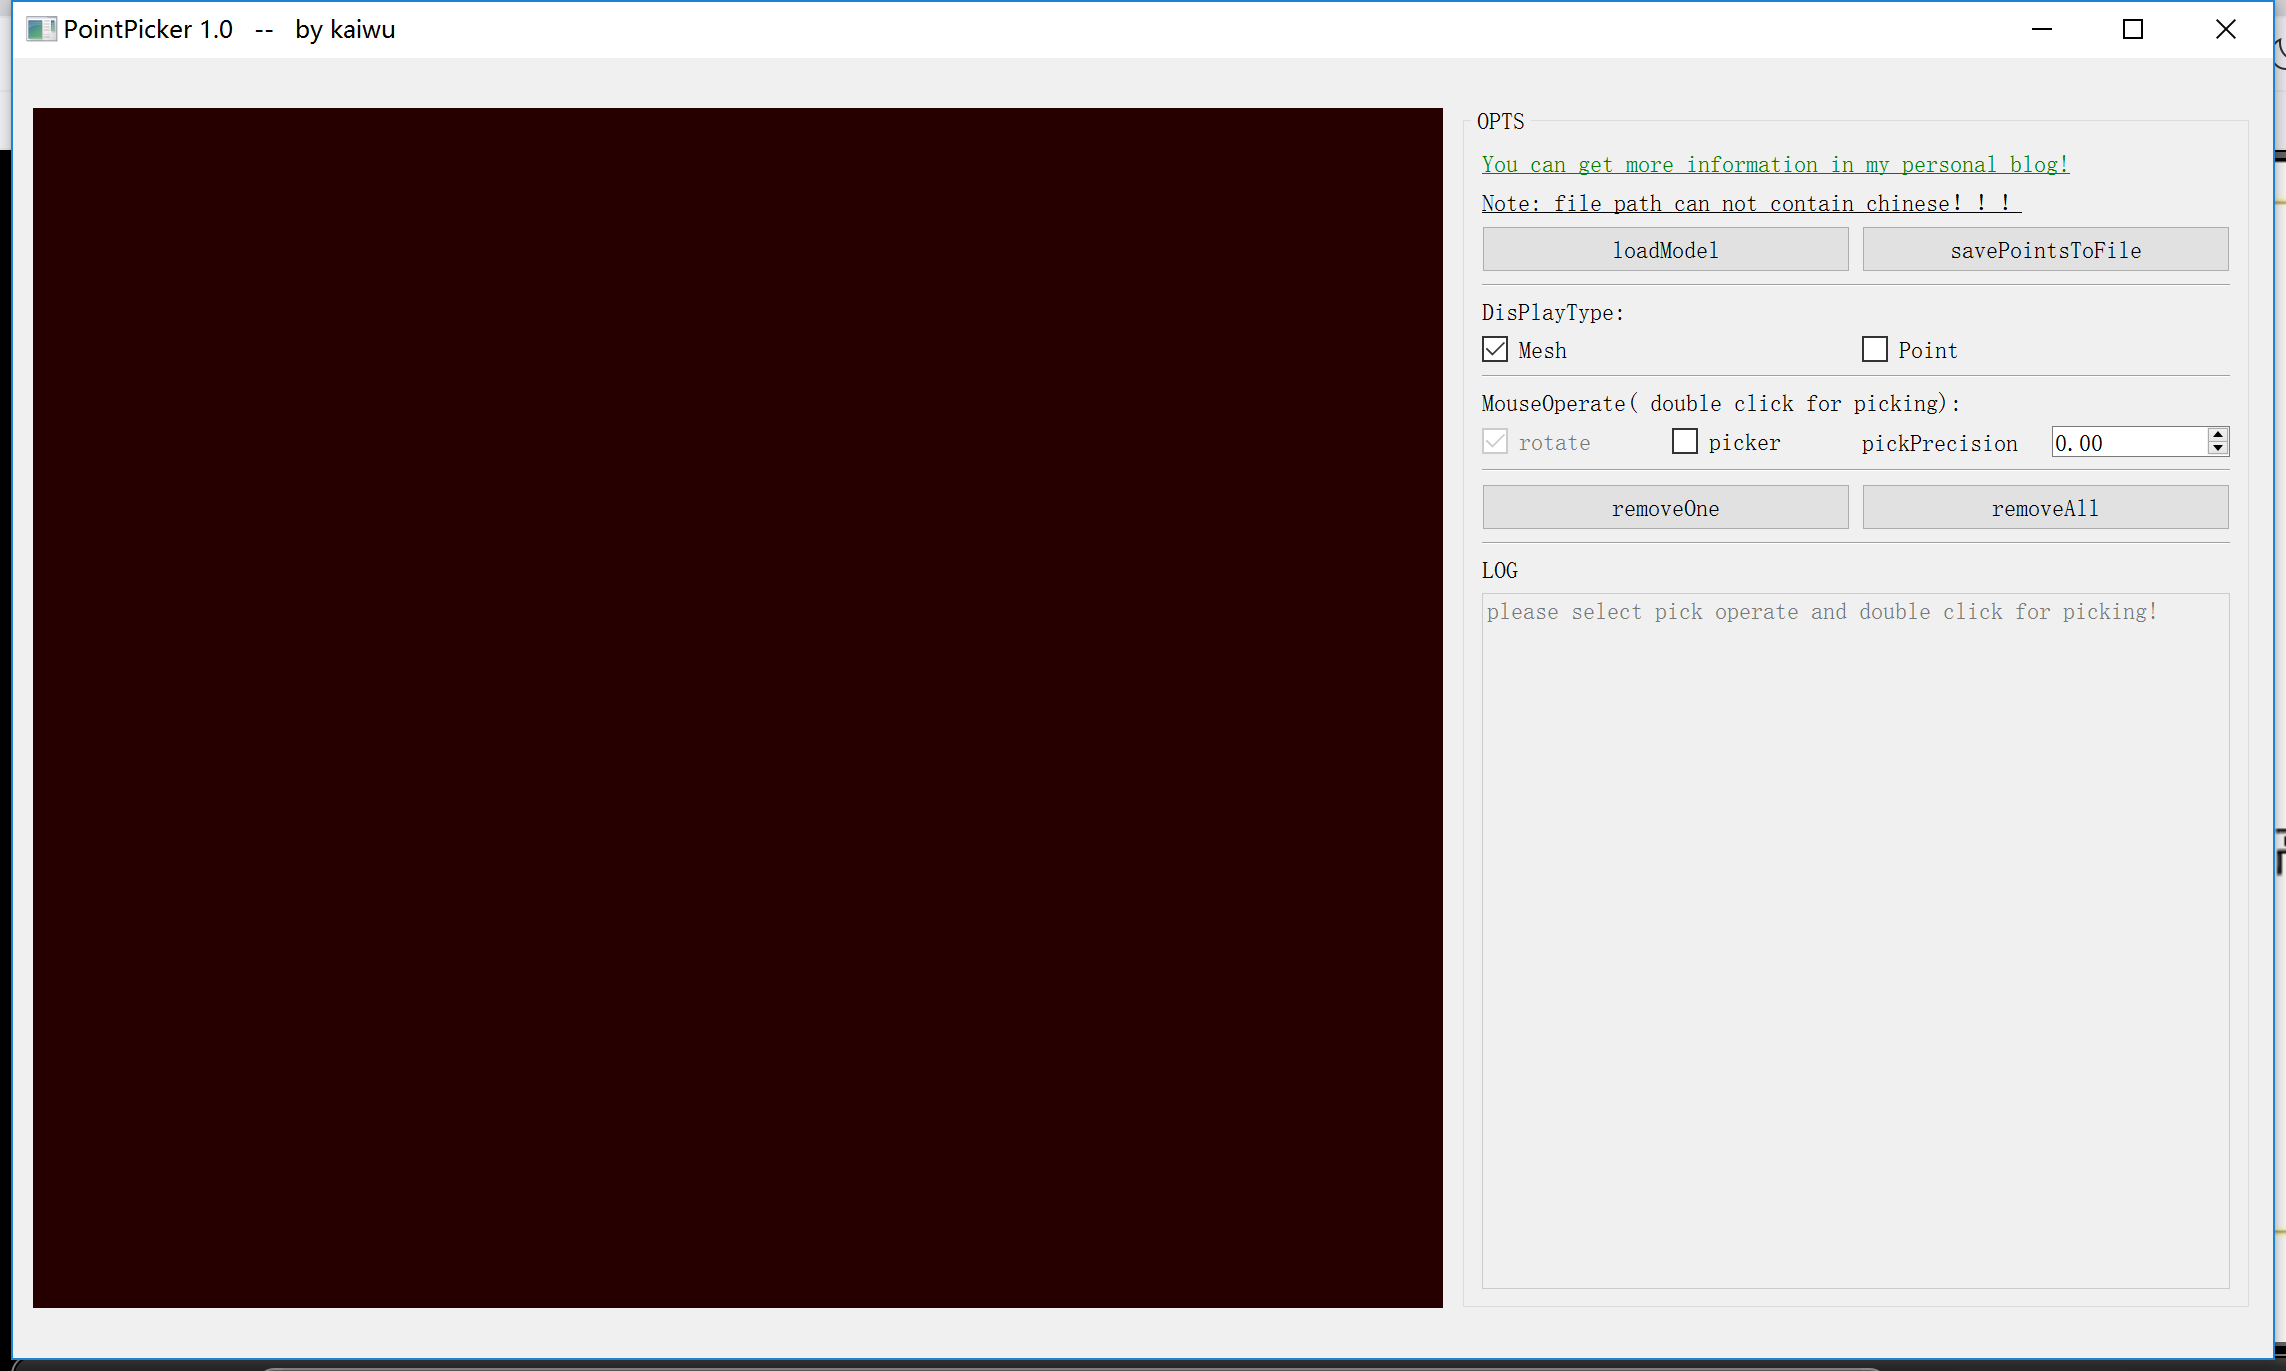 PointPicker 1.0 -- by kaiwu
OPTS
You can get more information in my personal blog!
Note: file path can not contain chinese！！！
loadModel savePointsToFile
DisPlayType:
Mesh Point
MouseOperate( double click for picking):
rotate picker pickPrecision 0.00
removeOne removeAll
LOG
please select pick operate and double click for picking!